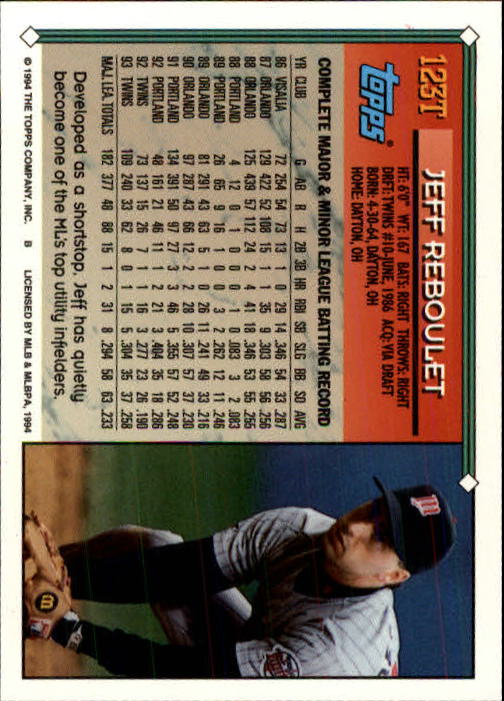 123T
JEFF REBOULET
topps
HT: 6'0" WT: 167 BATS: RIGHT THROWS: RIGHT
DRFT: TWINS #10-JUNE, 1986 ACQ: VIA DRAFT
BORN: 4-30-64, DAYTON, OH
HOME: DAYTON, OH
COMPLETE MAJOR & MINOR LEAGUE BATTING RECORD
YR CLUB G AB R H 2B 3B HR RBI SB SLG BB SO AVG
86 VISALIA 72 254 54 73 13 1 0 29 14 .346 54 33 .287
87 ORLANDO 129 422 52 108 15 1 1 35 9 .303 58 56 .256
88 ORLANDO 125 439 57 112 24 2 4 41 18 .346 53 55 .255
88 PORTLAND 4 12 0 1 0 0 0 1 0 .083 3 2 .083
89 PORTLAND 26 65 9 16 1 0 0 3 2 .262 12 11 .246
89 ORLANDO 81 291 43 63 5 1 0 26 11 .241 49 33 .216
90 ORLANDO 97 287 43 66 12 2 2 28 10 .307 57 37 .230
91 PORTLAND 134 391 50 97 27 3 3 46 5 .355 57 52 .248
92 PORTLAND 48 161 21 46 11 1 2 21 3 .404 35 18 .286
92 TWINS 73 137 15 26 7 1 1 16 3 .277 23 26 .190
93 TWINS 109 240 33 62 8 0 1 15 5 .304 35 37 .258
MAJ. LEA. TOTALS 182 377 48 88 15 1 2 31 8 .294 58 63 .233
Developed as a shortstop, Jeff has quietly
become one of the ML's top utility infielders.
© 1994 THE TOPPS COMPANY, INC. B LICENSED BY MLB & MLBPA, 1994
M